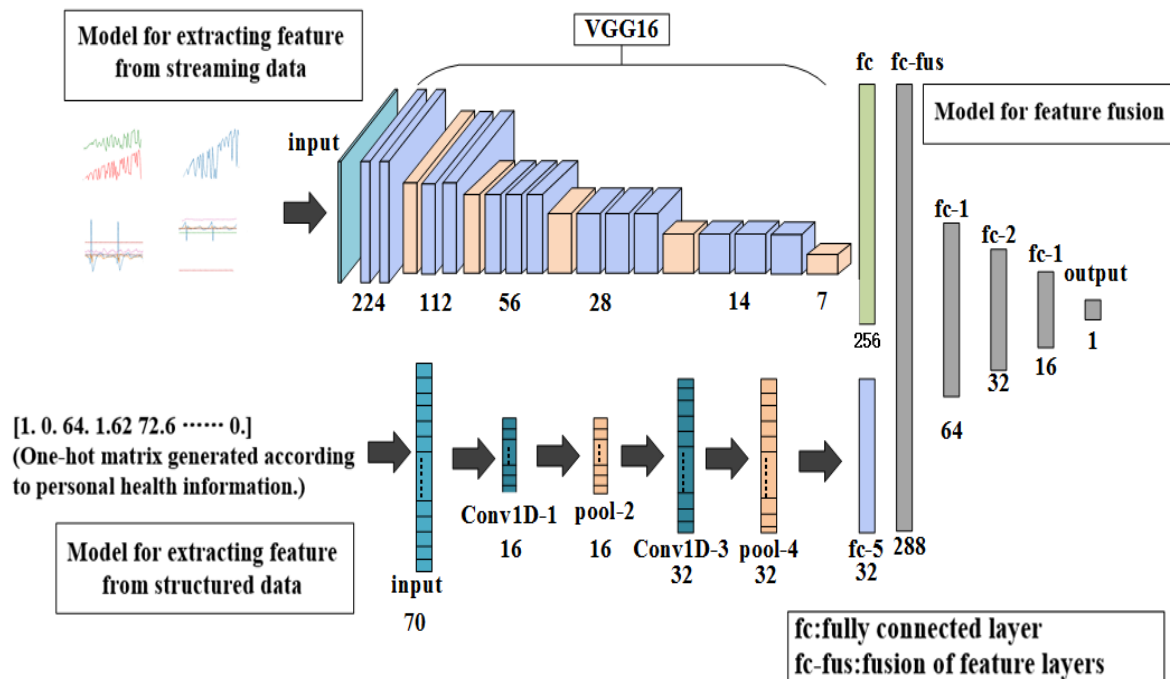 Model for extracting feature
from streaming data
VGG16
fc
fc-fus
Model for feature fusion
input
224
112
56
28
14
7
256
fc-1
64
fc-2
32
fc-1
16
output
1
[1. 0. 64. 1.62 72.6 ⋯⋯ 0.]
(One-hot matrix generated according
to personal health information.)
Model for extracting feature
from structured data
input
70
Conv1D-1
16
pool-2
16
Conv1D-3
32
pool-4
32
fc-5
32
288
fc:fully connected layer
fc-fus:fusion of feature layers